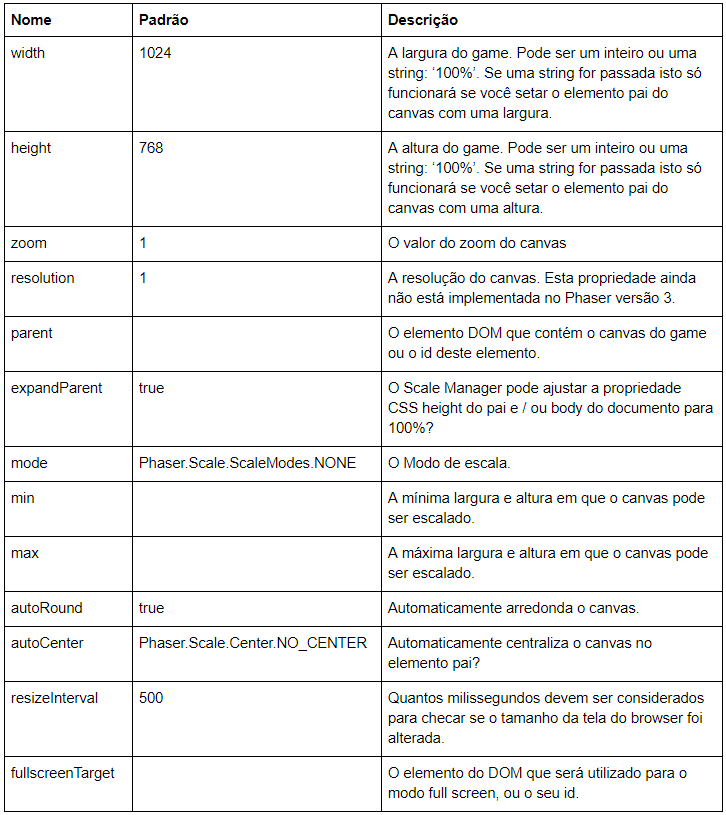 Nome Padrão Descrição
width 1024 A largura do game. Pode ser um inteiro ou uma
string: ‘100%’. Se uma string for passada isto só
funcionará se você setar o elemento pai do
canvas com uma largura.
height 768 A altura do game. Pode ser um inteiro ou uma
string: ‘100%’. Se uma string for passada isto só
funcionará se você setar o elemento pai do
canvas com uma altura.
zoom 1 O valor do zoom do canvas
resolution 1 A resolução do canvas. Esta propriedade ainda
não está implementada no Phaser versão 3.
parent O elemento DOM que contém o canvas do game
ou o id deste elemento.
expandParent true O Scale Manager pode ajustar a propriedade
CSS height do pai e / ou body do documento para
100%?
mode Phaser.Scale.ScaleModes.NONE O Modo de escala.
min A mínima largura e altura em que o canvas pode
ser escalado.
max A máxima largura e altura em que o canvas pode
ser escalado.
autoRound true Automaticamente arredonda o canvas.
autoCenter Phaser.Scale.Center.NO_CENTER Automaticamente centraliza o canvas no
elemento pai?
resizeInterval 500 Quantos milissegundos devem ser considerados
para checar se o tamanho da tela do browser foi
alterada.
fullscreenTarget O elemento do DOM que será utilizado para o
modo full screen, ou o seu id.